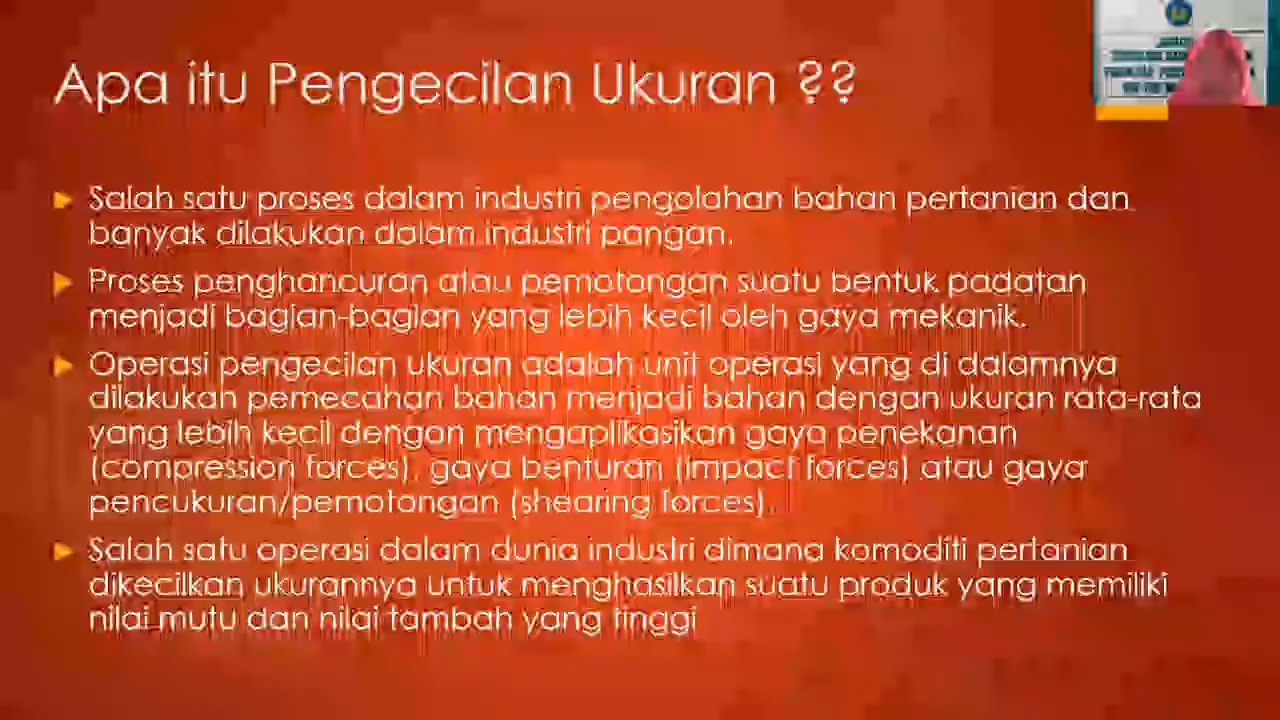 Apa itu Pengecilan Ukuran ??
Salah satu proses dalam industri pengolahan bahan pertanian dan
banyak dilakukan dalam industri pangan.
Proses penghancuran atau pemotongan suatu bentuk padatan
menjadi bagian-bagian yang lebih kecil oleh gaya mekanik.
Operasi pengecilan ukuran adalah unit operasi yang di dalamnya
dilakukan pemecahan bahan menjadi bahan dengan ukuran rata-rata
yang lebih kecil dengan mengaplikasikan gaya penekanan
(compression forces), gaya benturan (impact forces) atau gaya
pencukuran/pemotongan (shearing forces).
Salah satu operasi dalam dunia industri dimana komoditi pertanian
dikecilkan ukurannya untuk menghasilkan suatu produk yang memiliki
nilai mutu dan nilai tambah yang tinggi